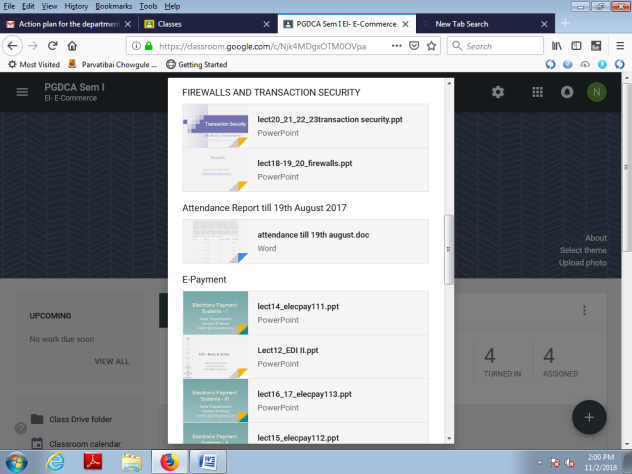 File Edit View History Bookmarks Tools Help
Action plan for the department
Classes
PGDCA Sem I EI- E-Commerce
New Tab Search
https://classroom.google.com/c/Njk4MDgxOTM0OVpa
Search
Most Visited
Parvatibai Chowgule ...
Getting Started
PGDCA Sem I
EI- E-Commerce
N
FIREWALLS AND TRANSACTION SECURITY
Transaction Security
lect20_21_22_23transaction security.ppt
PowerPoint
Firewalls
lect18-19_20_firewalls.ppt
PowerPoint
Attendance Report till 19th August 2017
attendance till 19th august.doc
Word
E-Payment
Electronic Payment
Systems - I
lect14_elecpay111.ppt
PowerPoint
Lect12_EDI II.ppt
PowerPoint
Electronic Payment
Systems - III
lect16_17_elecpay113.ppt
PowerPoint
Electronic Payment
lect15_elecpay112.ppt
About
Select theme
Upload photo
UPCOMING
No work due soon
VIEW ALL
4
TURNED IN
4
ASSIGNED
Class Drive folder
Classroom calendar
2:00 PM
11/2/2018